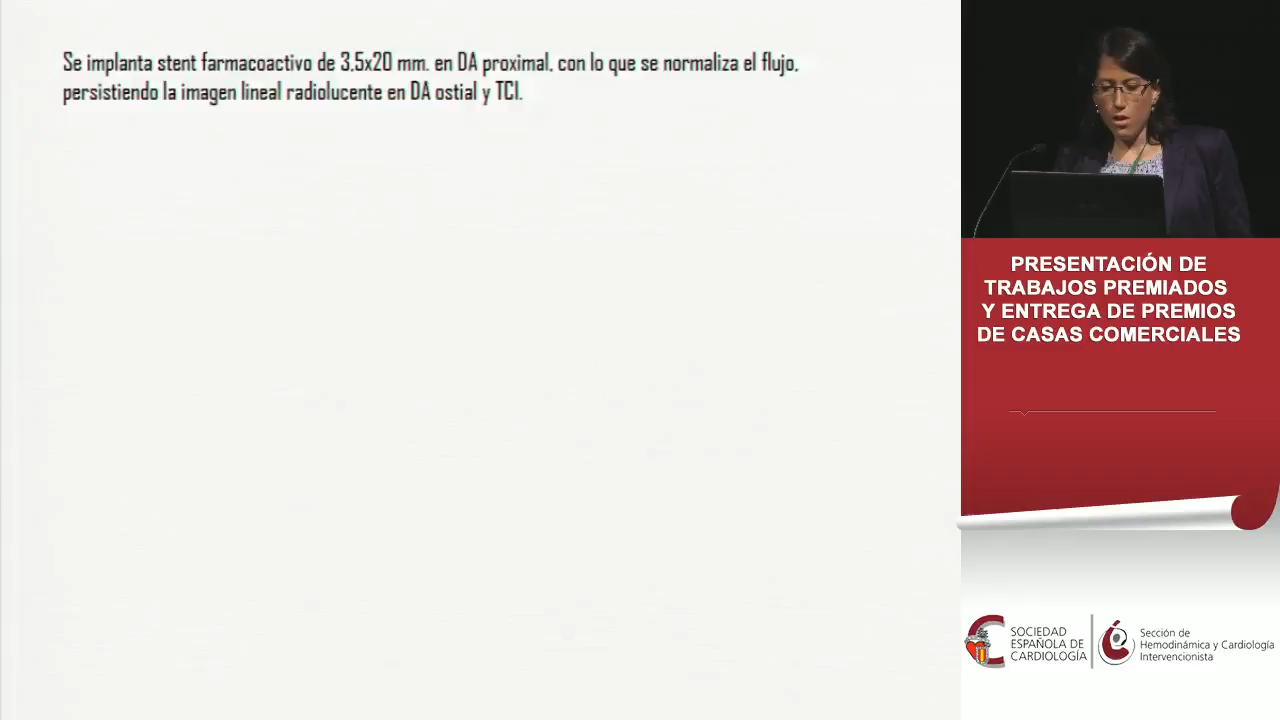 Se implanta stent farmacoactivo de 3,5x20 mm. en DA proximal, con lo que se normaliza el flujo,
persistiendo la imagen lineal radiolucente en DA ostial y TCI.
PRESENTACIÓN DE
TRABAJOS PREMIADOS
Y ENTREGA DE PREMIOS
DE CASAS COMERCIALES
SOCIEDAD
ESPAÑOLA DE
CARDIOLOGÍA
Sección de
Hemodinámica y Cardiología
Intervencionista